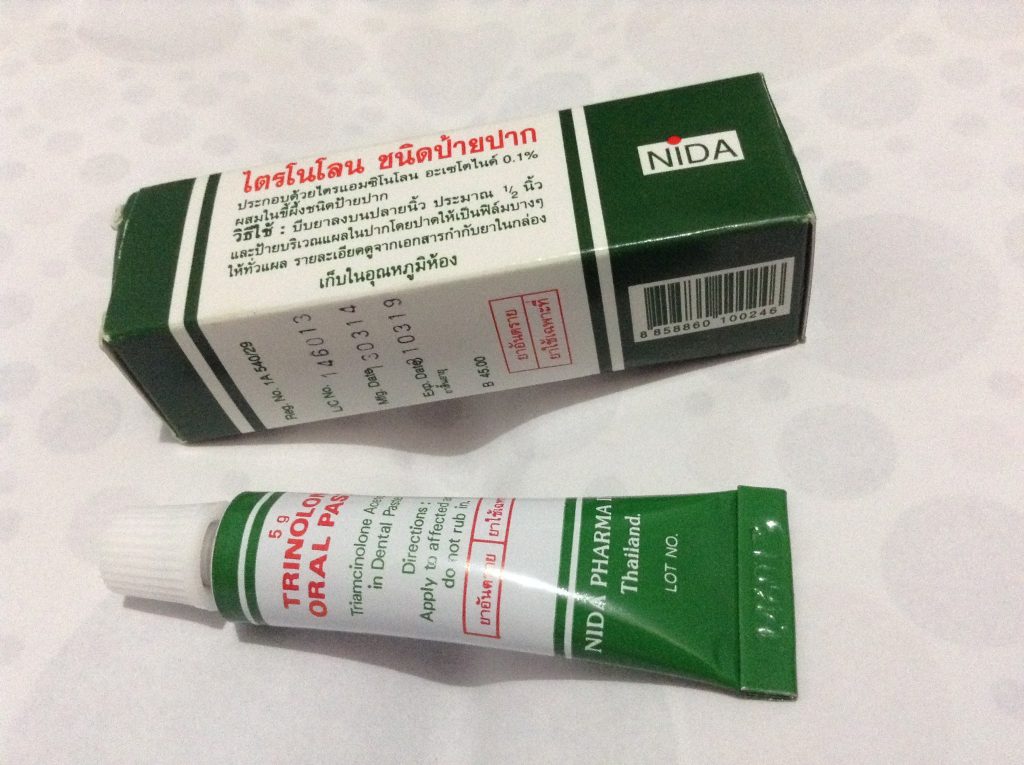 ไตรโนโลน ชนิดป้ายปาก
ประกอบด้วยไตรแอมซิโนโลน อะเซโตไนด์ 0.1%
ผสมในขี้ผึ้งชนิดป้ายปาก
วิธีใช้ : บีบยาลงบนปลายนิ้ว ประมาณ ½ นิ้ว
และป้ายบริเวณแผลในปากโดยปาดให้เป็นฟิล์มบางๆ
ให้ทั่วแผล รายละเอียดดูจากเอกสารกำกับยาในกล่อง
เก็บในอุณหภูมิห้อง
Reg. No. 1A 540/29
L/C No. 146013
Mfg. Date 130314
Exp. Date 010319
ยาสิ้นอายุ
B 45.00
ยาอันตราย
ยาใช้เฉพาะที่
NIDA
8 858860 100246
5 g
TRINOLON
ORAL PAS
Triamcinolone Ace
in Dental Paste
Directions :
Apply to affected a
do not rub in.
ยาอันตราย
ยาใช้เฉพ
NIDA PHARMA
Thailand.
LOT NO.